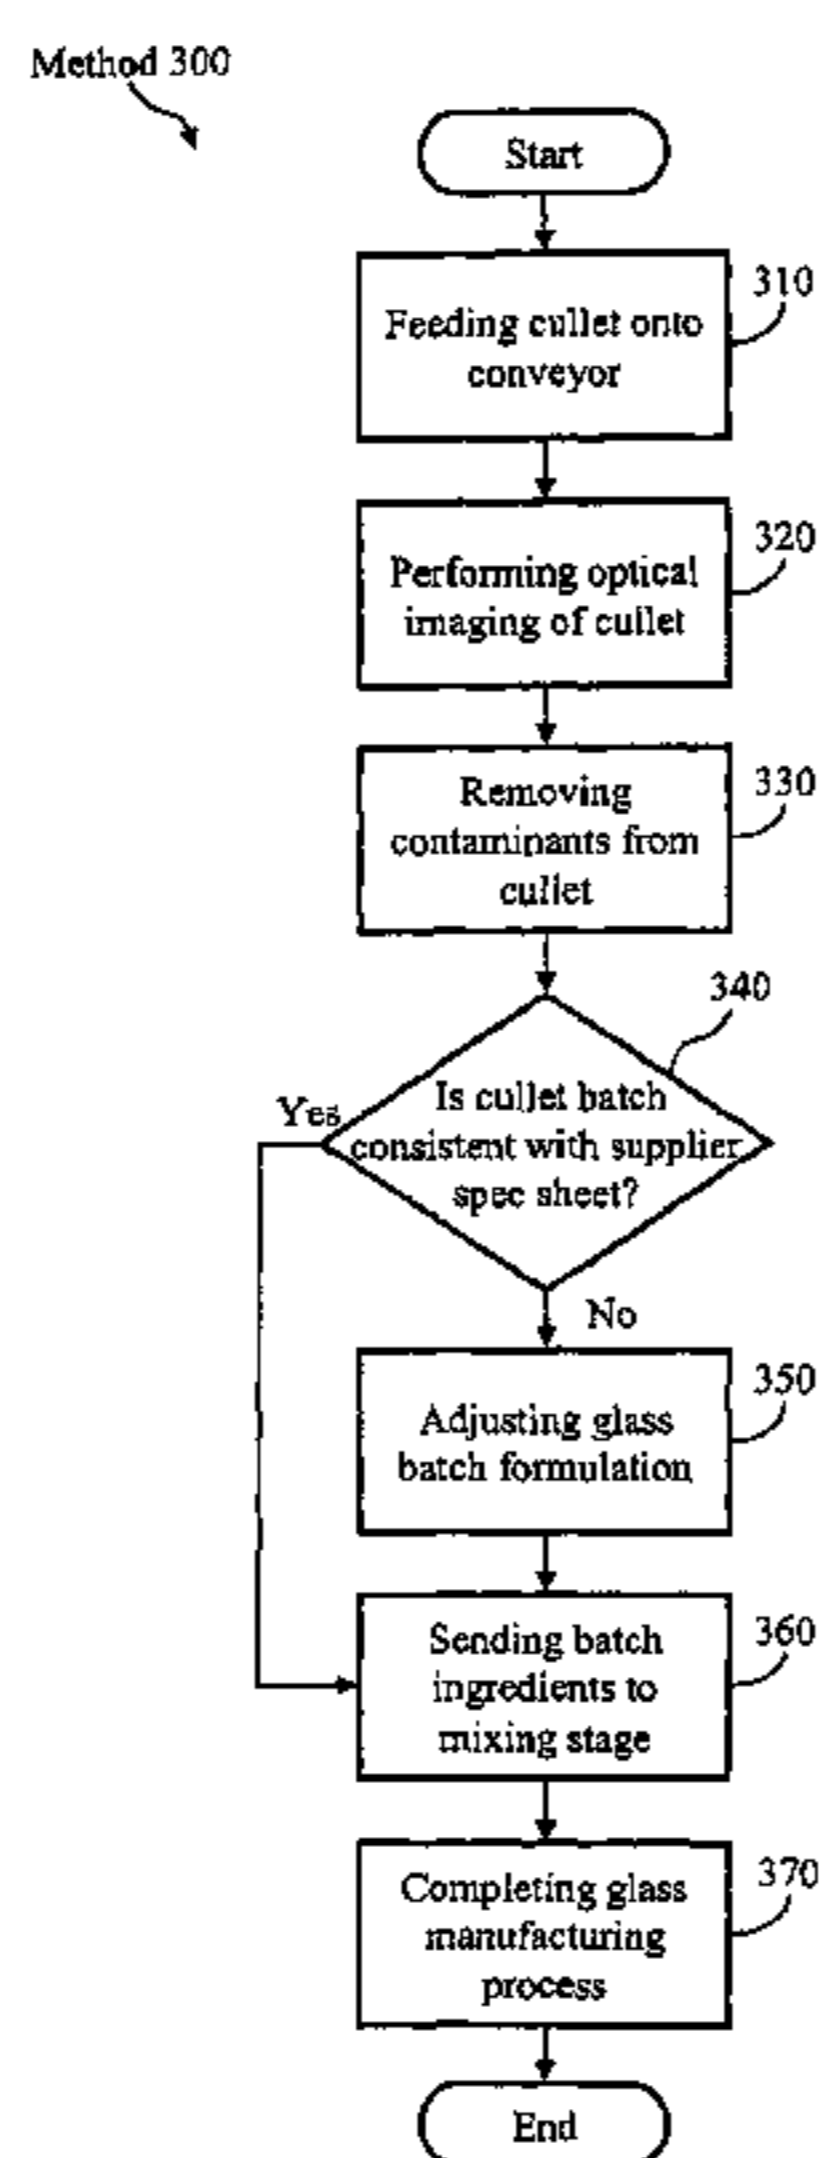 Method 300
Start
310
Feeding cullet onto
conveyor
320
Performing optical
imaging of cullet
330
Removing
contaminants from
cullet
340
Yes
Is cullet batch
consistent with supplier
spec sheet?
No
350
Adjusting glass
batch formulation
360
Sending batch
ingredients to
mixing stage
370
Completing glass
manufacturing
process
End